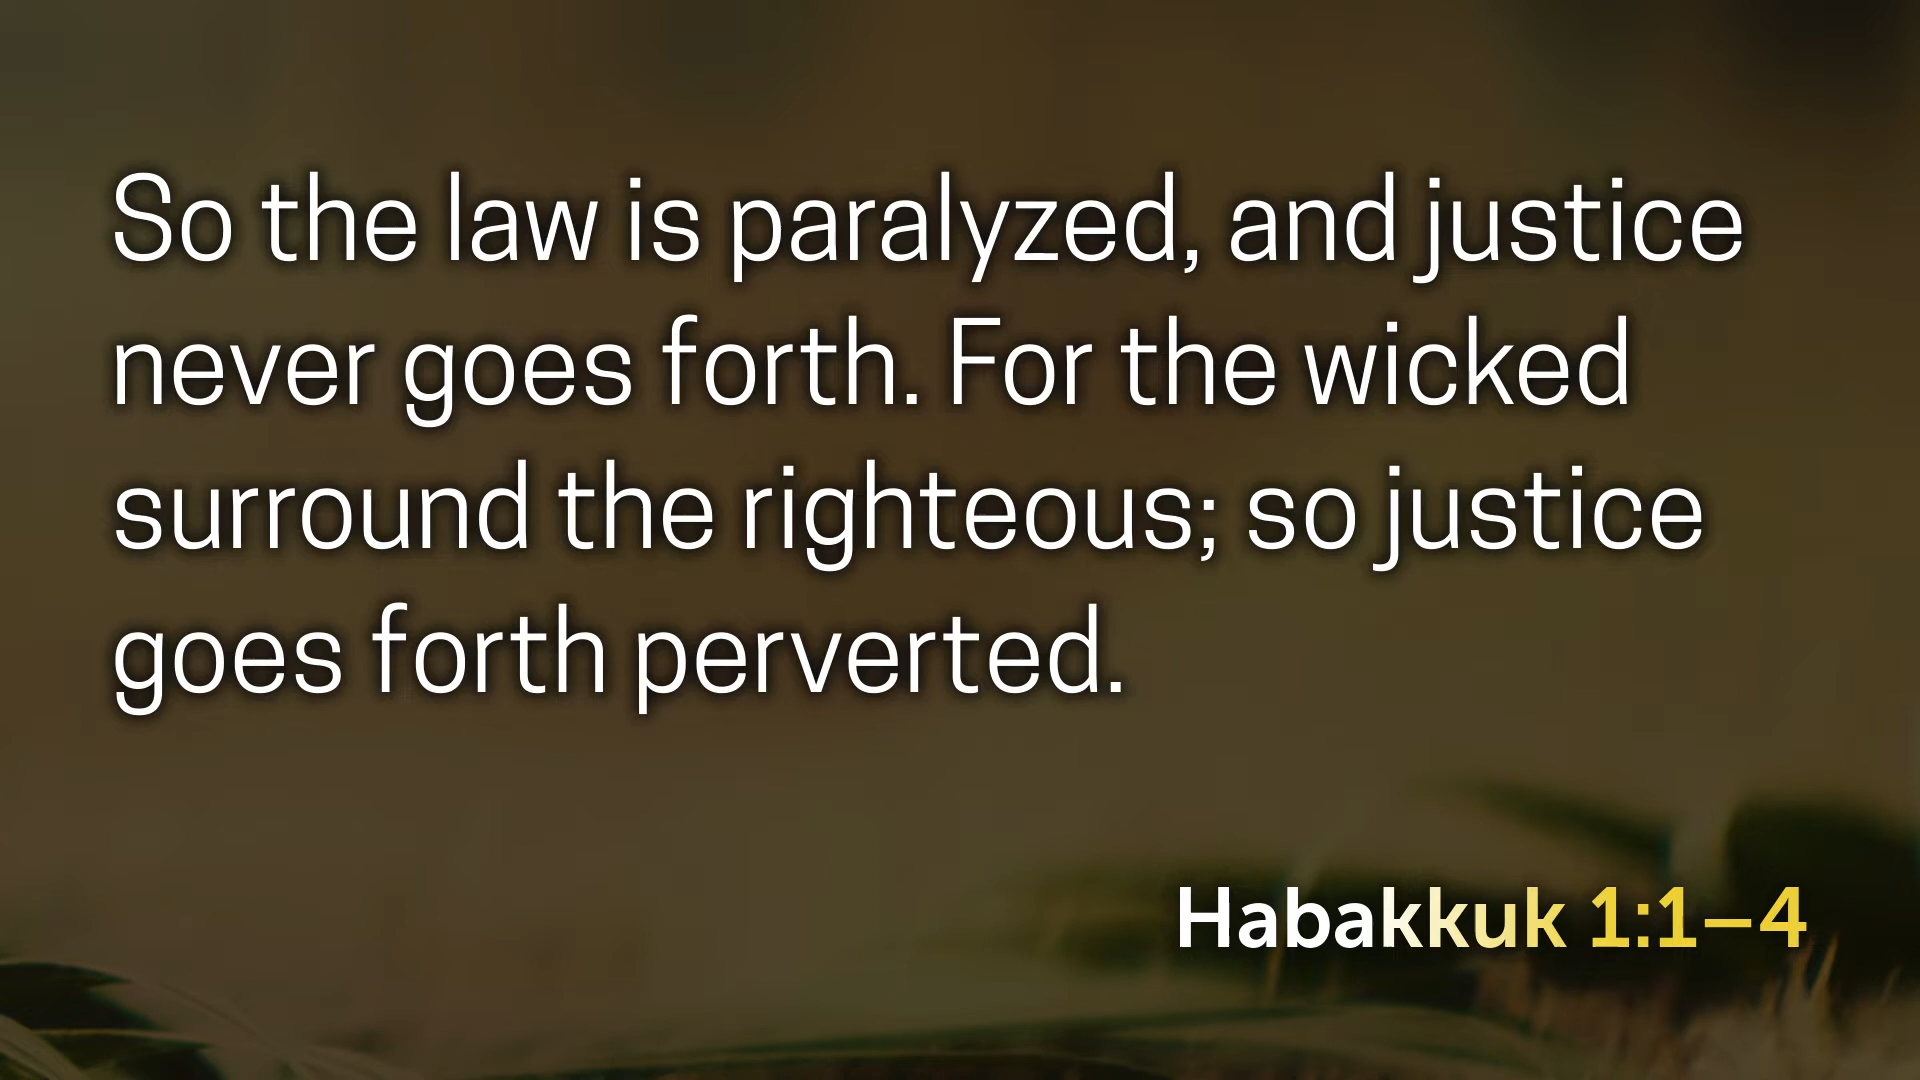 So the law is paralyzed, and justice
never goes forth. For the wicked
surround the righteous; so justice
goes forth perverted.
Habakkuk 1:1–4